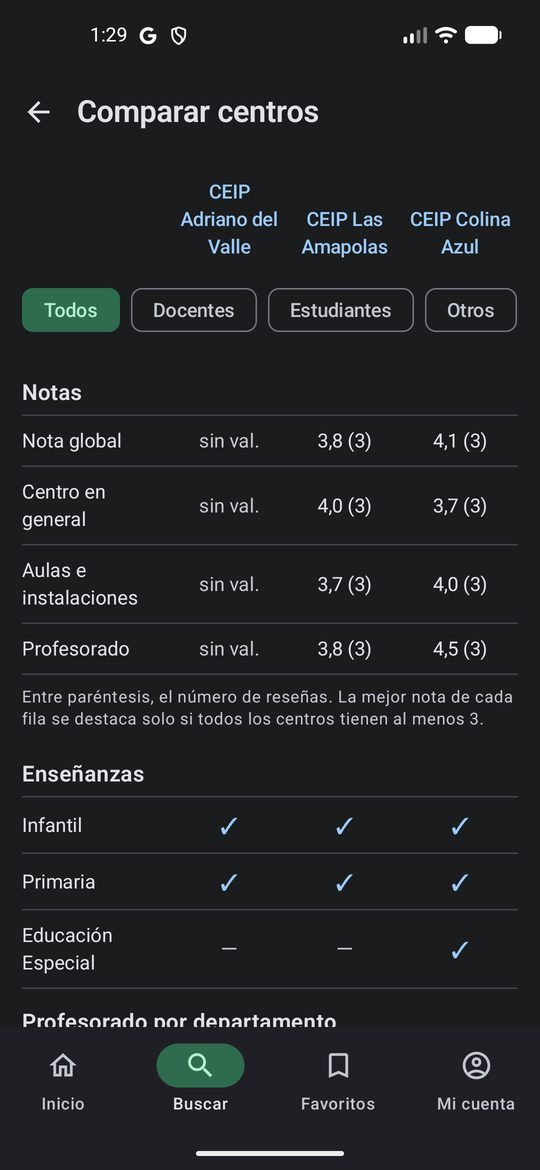 1:29
Comparar centros
CEIP Adriano del Valle
CEIP Las Amapolas
CEIP Colina Azul
Todos
Docentes
Estudiantes
Otros
Notas
Nota global sin val. 3,8 (3) 4,1 (3)
Centro en general sin val. 4,0 (3) 3,7 (3)
Aulas e instalaciones sin val. 3,7 (3) 4,0 (3)
Profesorado sin val. 3,8 (3) 4,5 (3)
Entre paréntesis, el número de reseñas. La mejor nota de cada
fila se destaca solo si todos los centros tienen al menos 3.
Enseñanzas
Infantil ✓ ✓ ✓
Primaria ✓ ✓ ✓
Educación Especial – – ✓
Profesorado por departamento
Inicio
Buscar
Favoritos
Mi cuenta